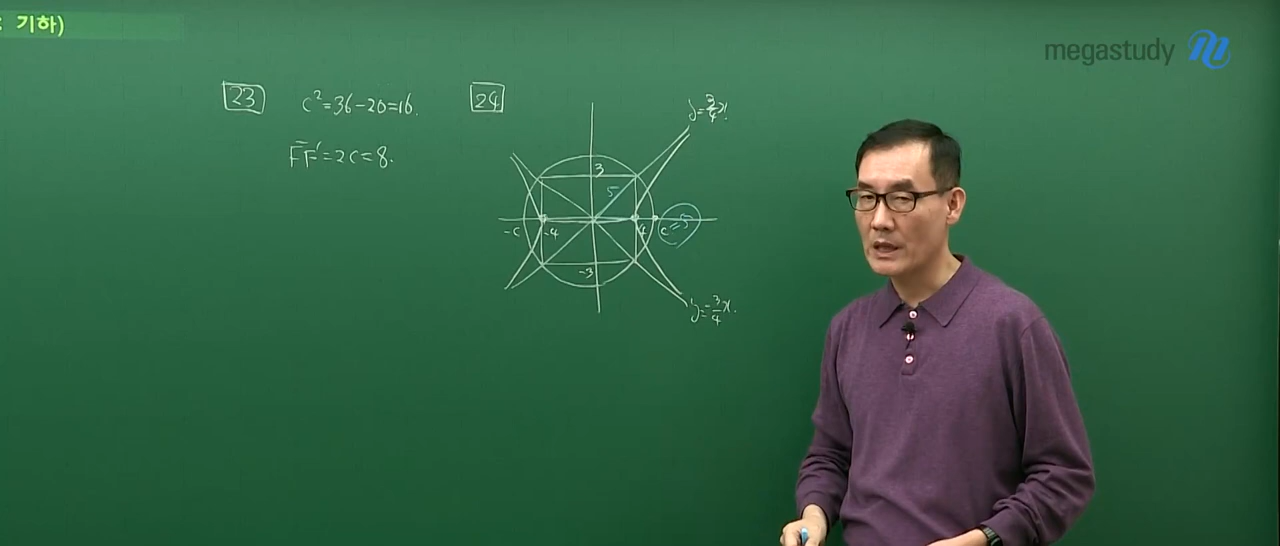 기하)
megastudy
23
c²=36-20=16.
FF'=2c=8.
24
y=3/4x.
3
5
-c
-4
4
c=5
-3
y=-3/4x.